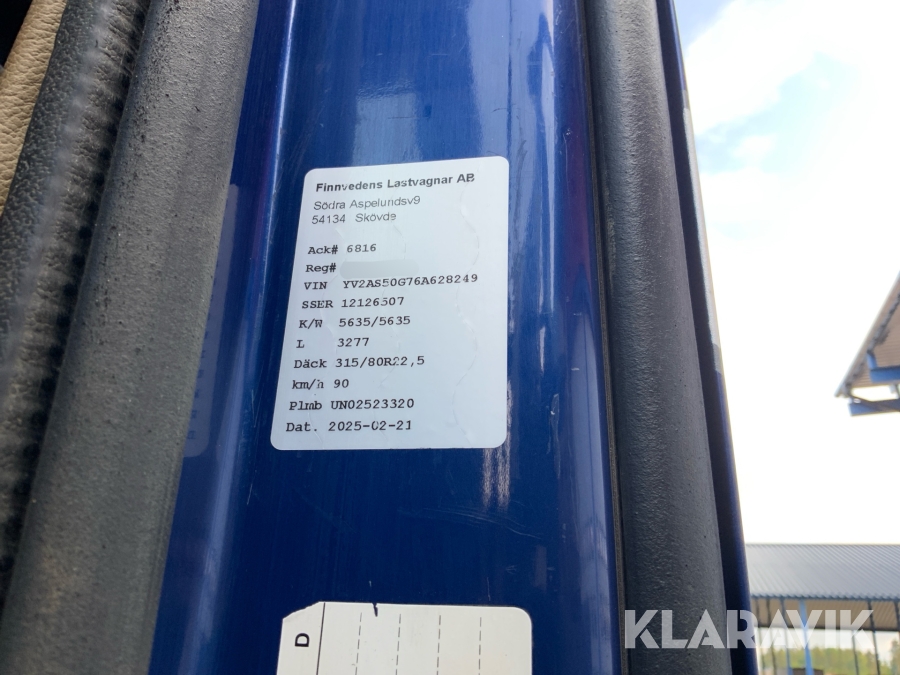 Finnvedens Lastvagnar AB
Södra Aspelundsv9
54134 Skövde
Ack# 6816
Reg#
VIN YV2AS50G76A628249
SSER 12126507
K/W 5635/5635
L 3277
Däck 315/80R22,5
km/h 90
Plmb UN02523320
Dat. 2025-02-21
D
KLARAVIK